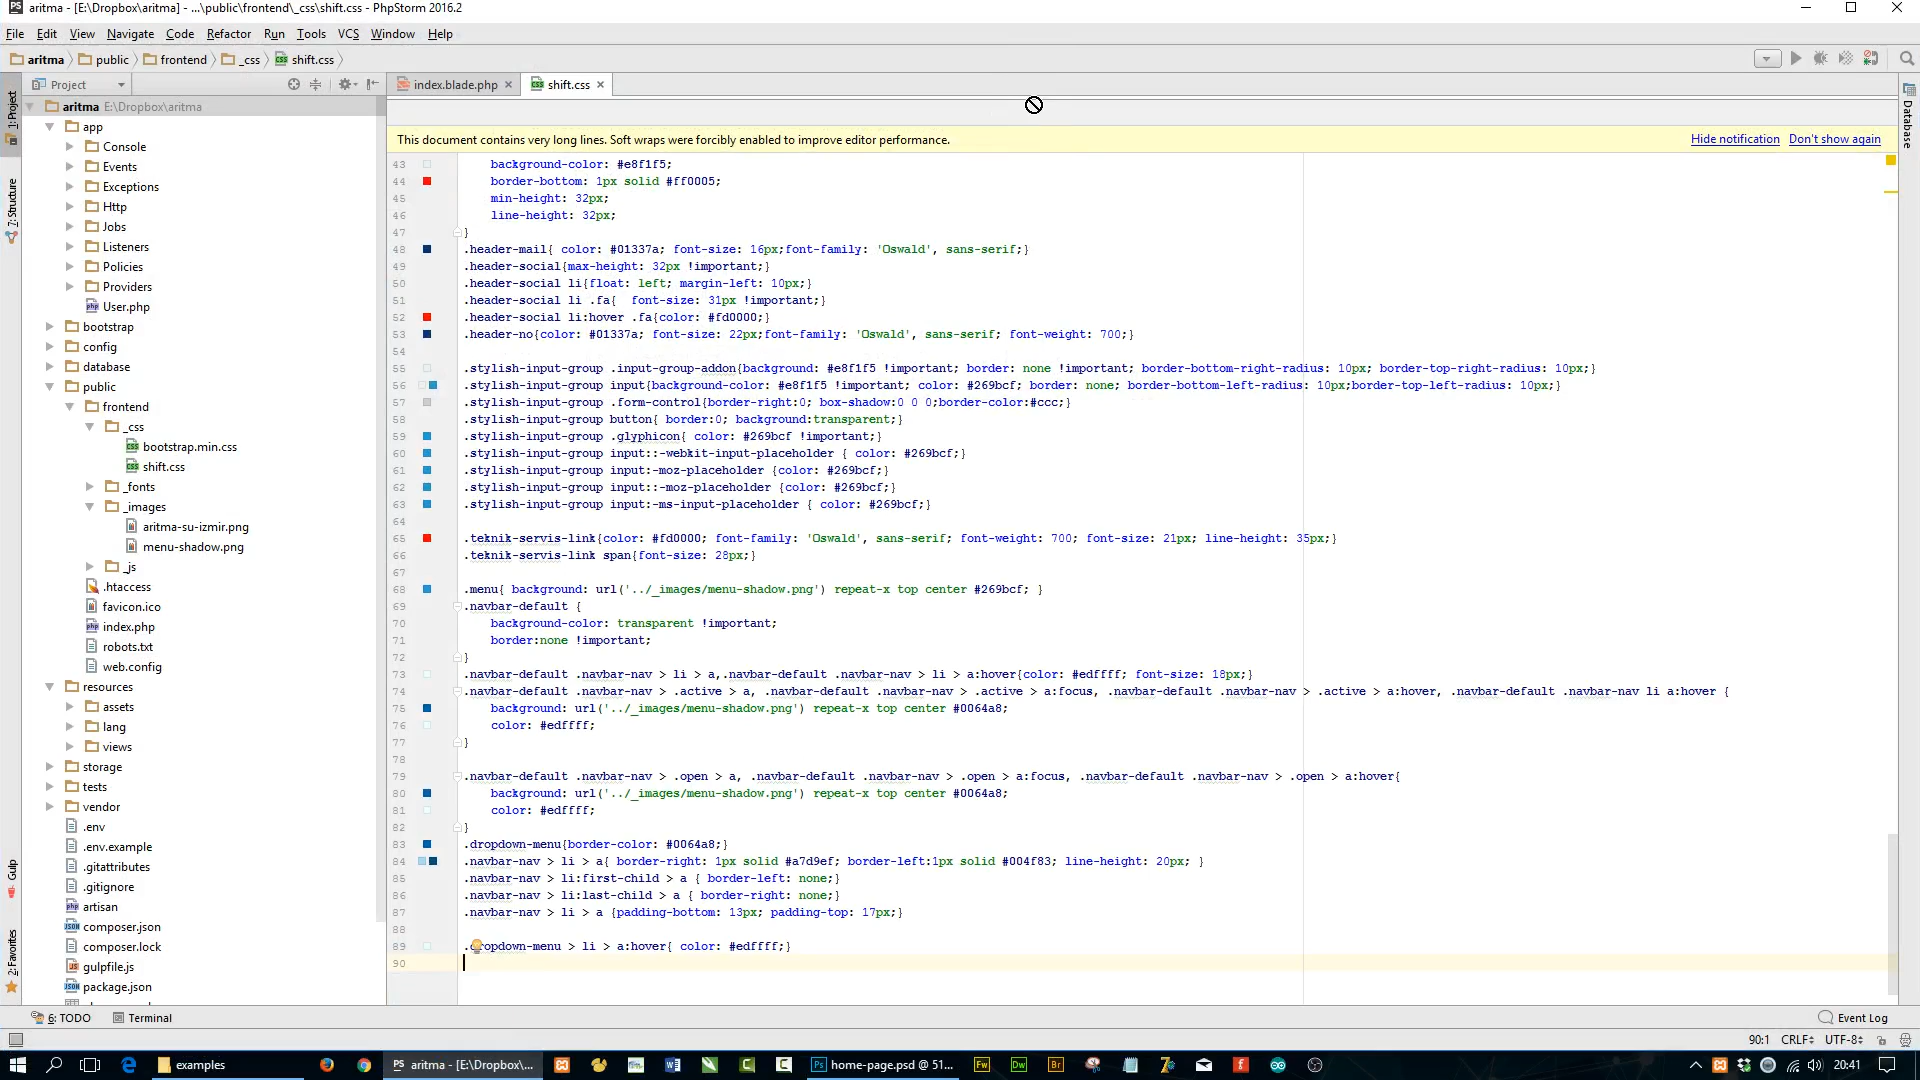 aritma - [E:\Dropbox\aritma] - ...\public\frontend\_css\shift.css - PhpStorm 2016.2
File Edit View Navigate Code Refactor Run Tools VCS Window Help
aritma public frontend _css shift.css
Project
index.blade.php shift.css
1: Project
7: Structure
Gulp
2: Favorites
Database
aritma E:\Dropbox\aritma
app
Console
Events
Exceptions
Http
Jobs
Listeners
Policies
Providers
User.php
bootstrap
config
database
public
frontend
_css
bootstrap.min.css
shift.css
_fonts
_images
aritma-su-izmir.png
menu-shadow.png
_js
.htaccess
favicon.ico
index.php
robots.txt
web.config
resources
assets
lang
views
storage
tests
vendor
.env
.env.example
.gitattributes
.gitignore
artisan
composer.json
composer.lock
gulpfile.js
package.json
This document contains very long lines. Soft wraps were forcibly enabled to improve editor performance. Hide notification Don't show again
43 background-color: #e8f1f5;
44 border-bottom: 1px solid #ff0005;
45 min-height: 32px;
46 line-height: 32px;
47 }
48 .header-mail{ color: #01337a; font-size: 16px;font-family: 'Oswald', sans-serif;}
49 .header-social{max-height: 32px !important;}
50 .header-social li{float: left; margin-left: 10px;}
51 .header-social li .fa{  font-size: 31px !important;}
52 .header-social li:hover .fa{color: #fd0000;}
53 .header-no{color: #01337a; font-size: 22px;font-family: 'Oswald', sans-serif; font-weight: 700;}
54
55 .stylish-input-group .input-group-addon{background: #e8f1f5 !important; border: none !important; border-bottom-right-radius: 10px; border-top-right-radius: 10px;}
56 .stylish-input-group input{background-color: #e8f1f5 !important; color: #269bcf; border: none; border-bottom-left-radius: 10px;border-top-left-radius: 10px;}
57 .stylish-input-group .form-control{border-right:0; box-shadow:0 0 0;border-color:#ccc;}
58 .stylish-input-group button{ border:0; background:transparent;}
59 .stylish-input-group .glyphicon{ color: #269bcf !important;}
60 .stylish-input-group input::-webkit-input-placeholder { color: #269bcf;}
61 .stylish-input-group input:-moz-placeholder {color: #269bcf;}
62 .stylish-input-group input::-moz-placeholder {color: #269bcf;}
63 .stylish-input-group input:-ms-input-placeholder { color: #269bcf;}
64
65 .teknik-servis-link{color: #fd0000; font-family: 'Oswald', sans-serif; font-weight: 700; font-size: 21px; line-height: 35px;}
66 .teknik-servis-link span{font-size: 28px;}
67
68 .menu{ background: url('../_images/menu-shadow.png') repeat-x top center #269bcf; }
69 .navbar-default {
70 background-color: transparent !important;
71 border:none !important;
72 }
73 .navbar-default .navbar-nav > li > a,.navbar-default .navbar-nav > li > a:hover{color: #edffff; font-size: 18px;}
74 .navbar-default .navbar-nav > .active > a, .navbar-default .navbar-nav > .active > a:focus, .navbar-default .navbar-nav > .active > a:hover, .navbar-default .navbar-nav li a:hover {
75 background: url('../_images/menu-shadow.png') repeat-x top center #0064a8;
76 color: #edffff;
77 }
78
79 .navbar-default .navbar-nav > .open > a, .navbar-default .navbar-nav > .open > a:focus, .navbar-default .navbar-nav > .open > a:hover{
80 background: url('../_images/menu-shadow.png') repeat-x top center #0064a8;
81 color: #edffff;
82 }
83 .dropdown-menu{border-color: #0064a8;}
84 .navbar-nav > li > a{ border-right: 1px solid #a7d9ef; border-left:1px solid #004f83; line-height: 20px; }
85 .navbar-nav > li:first-child > a { border-left: none;}
86 .navbar-nav > li:last-child > a { border-right: none;}
87 .navbar-nav > li > a {padding-bottom: 13px; padding-top: 17px;}
88
89 .dropdown-menu > li > a:hover{ color: #edffff;}
90
6: TODO Terminal Event Log
90:1 CRLF UTF-8
examples PS aritma - [E:\Dropbox\... Ps home-page.psd @ 51... Fw Dw Br 20:41